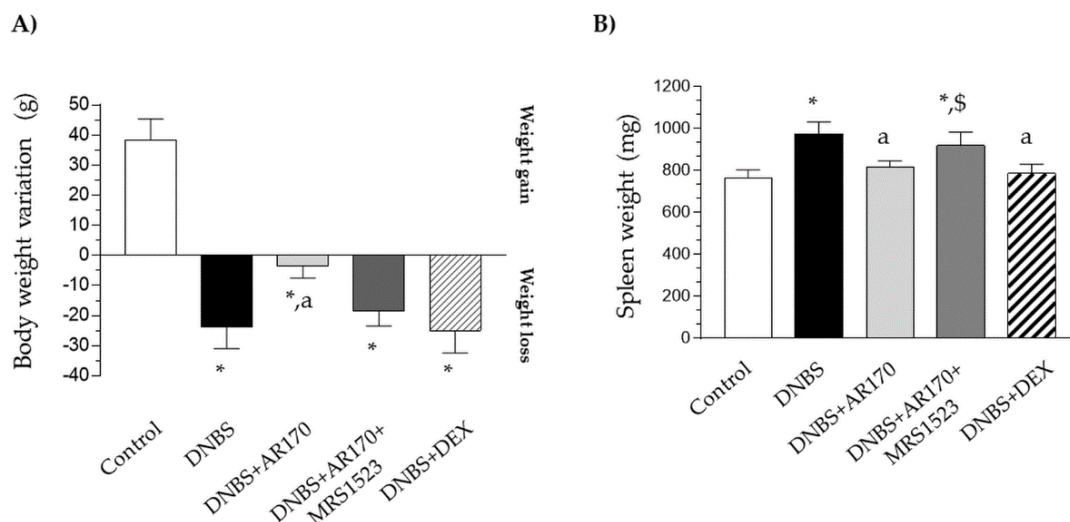 A)
Body weight variation (g)
50
40
30
20
10
0
-10
-20
-30
-40
Weight gain
Weight loss
*
*,a
*
*
Control
DNBS
DNBS+AR170
DNBS+AR170+
MRS1523
DNBS+DEX
B)
Spleen weight (mg)
1200
1000
800
600
400
200
0
*
a
*,$
a
Control
DNBS
DNBS+AR170
DNBS+AR170+
MRS1523
DNBS+DEX